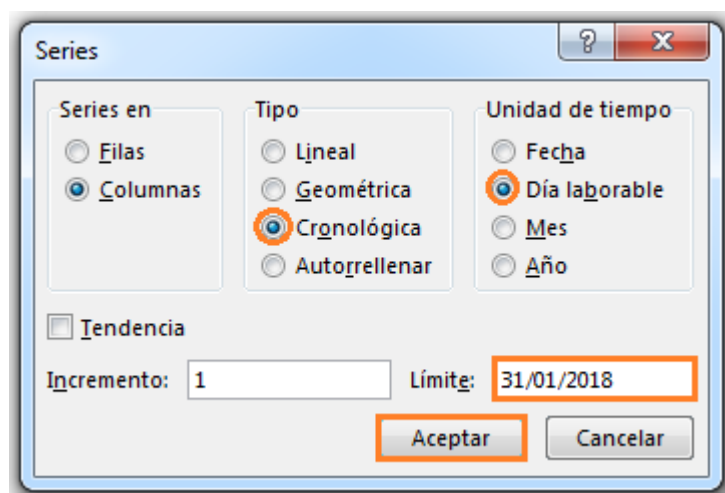 Series
Series en
Filas
Columnas
Tipo
Lineal
Geométrica
Cronológica
Autorrellenar
Unidad de tiempo
Fecha
Día laborable
Mes
Año
Tendencia
Incremento: 1
Límite: 31/01/2018
Aceptar
Cancelar